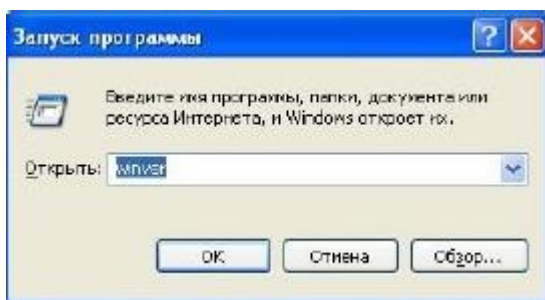 Запуск программы
Введите имя программы, папки, документа или
ресурса Интернета, и Windows откроет их.
Открыть: winver
ОК Отмена Обзор...